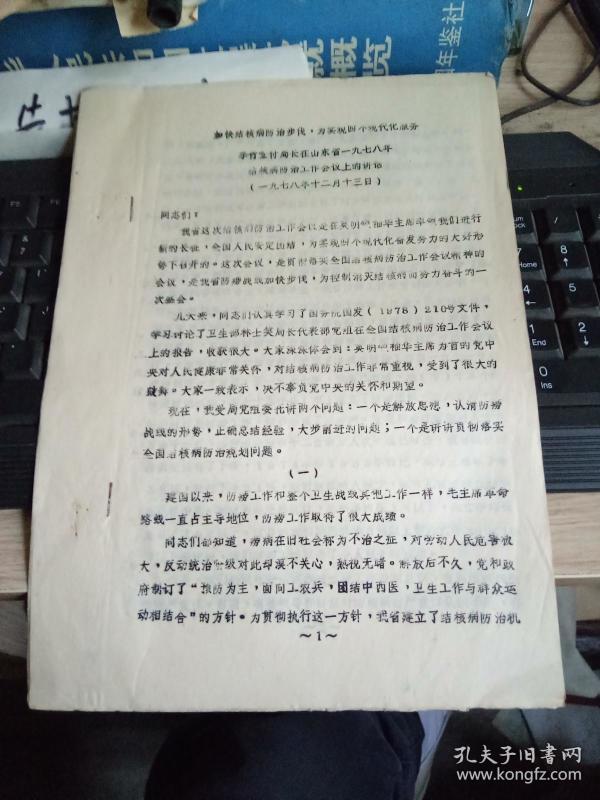 加快结核病防治步伐，为实现四个现代化服务
付局长在山东省一九七八年
结核病防治工作会议上的讲话
（一九七八年十二月十三日）
同志们：
我省这次结核病防治工作会议是在英明领袖华主席率领我们进行
新的长征，全国人民安定团结，为实现四个现代化奋发努力的大好形
势下召开的。这次会议，是贯彻落实全国结核病防治工作会议精神的
会议，是我省防痨战线加快步伐，为控制消灭结核病而努力奋斗的一
次盛会。
几天来，同志们认真学习了国务院国发（1978）210号文件，
学习讨论了卫生部林士笑局长代表部党组在全国结核病防治工作会议
上的报告，收获很大。大家深深体会到：英明领袖华主席为首的党中
央对人民健康非常关怀，对结核病防治工作非常重视，受到了很大的
鼓舞。大家一致表示，决不辜负党中央的关怀和期望。
现在，我受局党组委托讲两个问题：一个是解放思想，认清防痨
战线的形势，正确总结经验，大步前进的问题；一个是讲讲贯彻落实
全国结核病防治规划问题。
（一）
建国以来，防痨工作和整个卫生战线其他工作一样，毛主席革命
路线一直占主导地位，防痨工作取得了很大成绩。
同志们都知道，痨病在旧社会称为不治之症，对劳动人民危害极
大，反动统治阶级对此却漠不关心，熟视无睹。解放后不久，党和政
府制订了“预防为主，面向工农兵，团结中西医，卫生工作与群众运
动相结合”的方针。为贯彻执行这一方针，我省建立了结核病防治机
～1～
孔夫子旧书网
www.kongfz.com